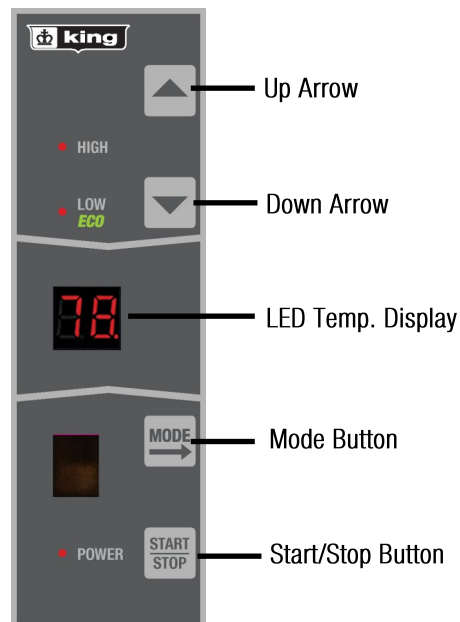 king
Up Arrow
HIGH
LOW
ECO
Down Arrow
78.
LED Temp. Display
MODE
Mode Button
POWER
START
STOP
Start/Stop Button